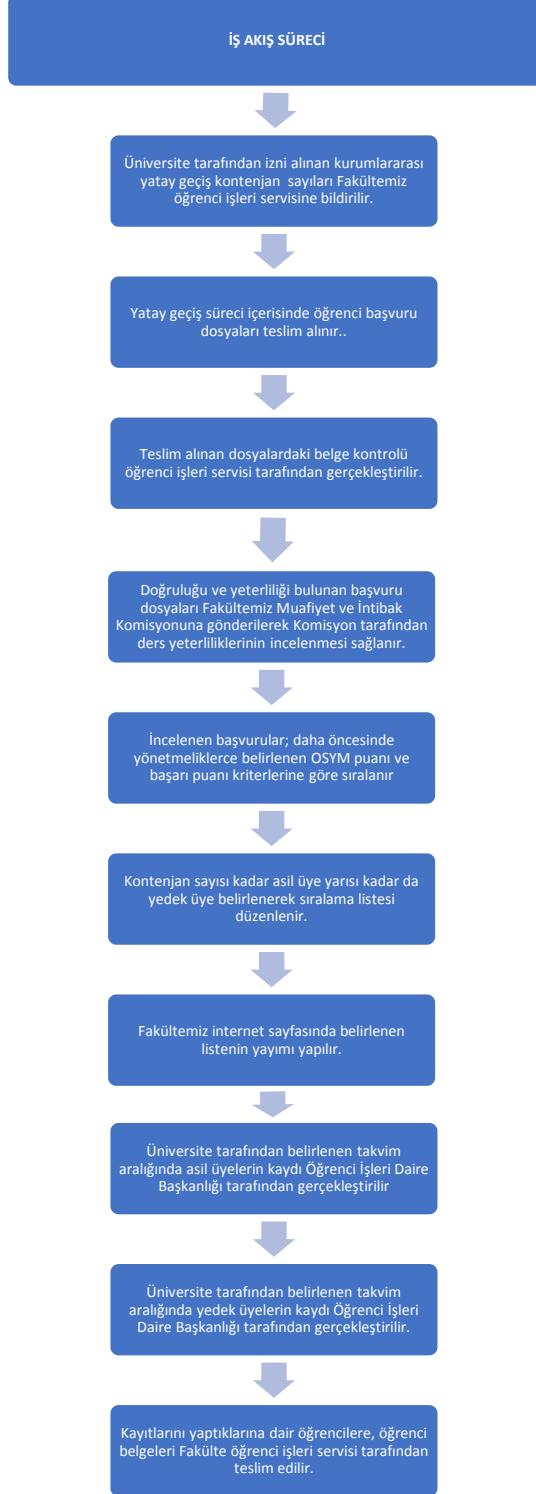 İŞ AKIŞ SÜRECİ
Üniversite tarafından izni alınan kurumlararası
yatay geçiş kontenjan sayıları Fakültemiz
öğrenci işleri servisine bildirilir.
Yatay geçiş süreci içerisinde öğrenci başvuru
dosyaları teslim alınır..
Teslim alınan dosyalardaki belge kontrolü
öğrenci işleri servisi tarafından gerçekleştirilir.
Doğruluğu ve yeterliliği bulunan başvuru
dosyaları Fakültemiz Muafiyet ve İntibak
Komisyonuna gönderilerek Komisyon tarafından
ders yeterliliklerinin incelenmesi sağlanır.
İncelenen başvurular; daha öncesinde
yönetmeliklerce belirlenen OSYM puanı ve
başarı puanı kriterlerine göre sıralanır
Kontenjan sayısı kadar asil üye yarısı kadar da
yedek üye belirlenerek sıralama listesi
düzenlenir.
Fakültemiz internet sayfasında belirlenen
listenin yayımı yapılır.
Üniversite tarafından belirlenen takvim
aralığında asil üyelerin kaydı Öğrenci İşleri Daire
Başkanlığı tarafından gerçekleştirilir
Üniversite tarafından belirlenen takvim
aralığında yedek üyelerin kaydı Öğrenci İşleri
Daire Başkanlığı tarafından gerçekleştirilir.
Kayıtlarını yaptıklarına dair öğrencilere, öğrenci
belgeleri Fakülte öğrenci işleri servisi tarafından
teslim edilir.